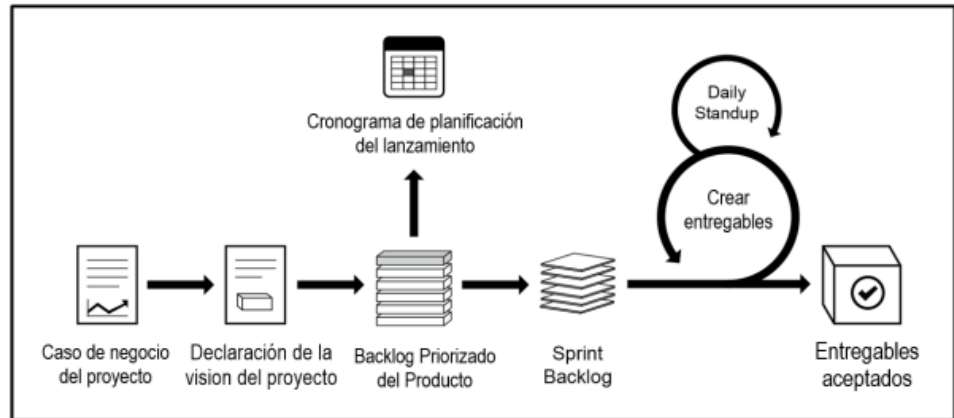 Cronograma de planificación
del lanzamiento
Daily
Standup
Crear
entregables
Caso de negocio
del proyecto
Declaración de la
vision del proyecto
Backlog Priorizado
del Producto
Sprint
Backlog
Entregables
aceptados